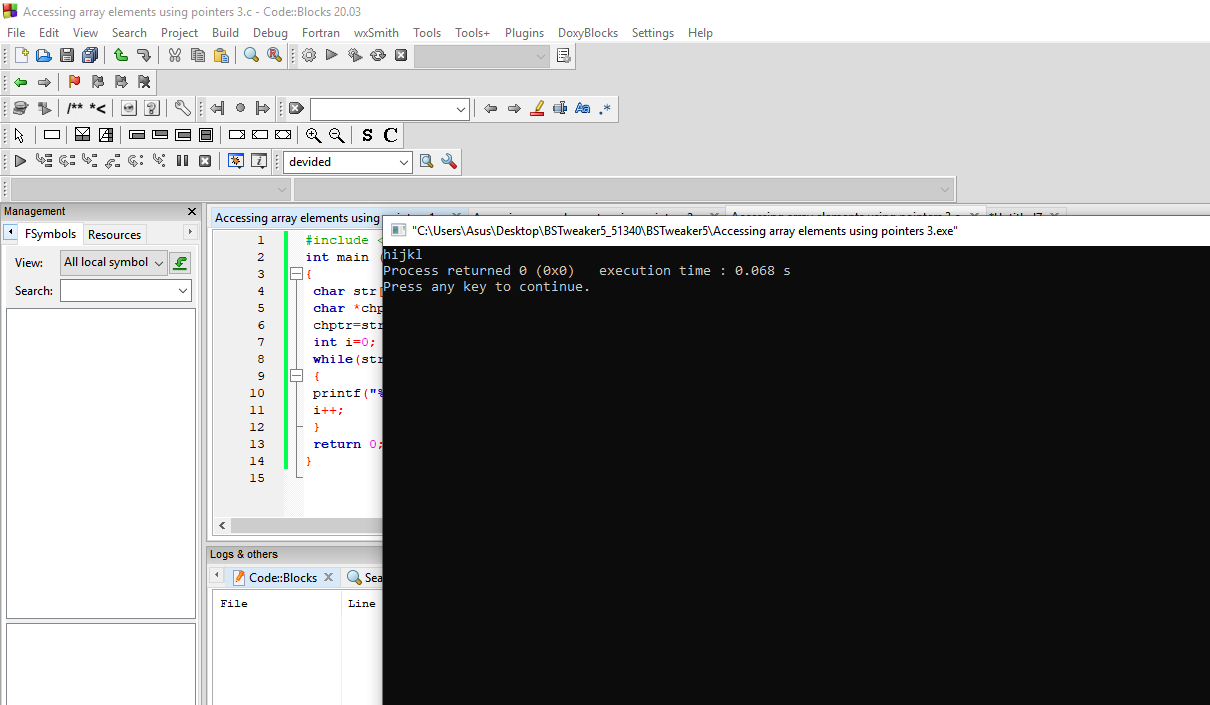 Accessing array elements using pointers 3.c - Code::Blocks 20.03
File Edit View Search Project Build Debug Fortran wxSmith Tools Tools+ Plugins DoxyBlocks Settings Help
/** *<
Aa .*
S C
devided
Management
FSymbols Resources
View: All local symbol
Search:
Accessing array elements using
"C:\Users\Asus\Desktop\BSTweaker5_51340\BSTweaker5\Accessing array elements using pointers 3.exe"
hijkl
Process returned 0 (0x0)   execution time : 0.068 s
Press any key to continue.
1 #include <
2 int main (
3 {
4 char str[
5 char *chp
6 chptr=str
7 int i=0;
8 while(str
9 {
10 printf("%
11 i++;
12 }
13 return 0;
14 }
15
Logs & others
Code::Blocks Sea
File Line